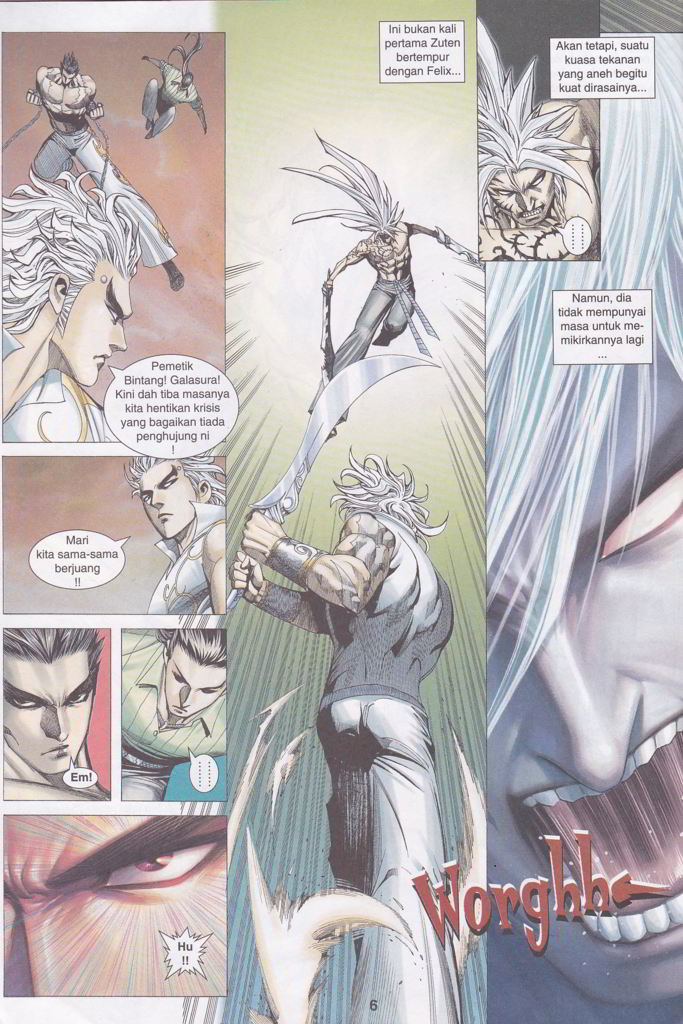 Pemetik
Bintang! Galasura!
Kini dah tiba masanya
kita hentikan krisis
yang bagaikan tiada
penghujung ni
!
Mari
kita sama-sama
berjuang
!!
Em!
.....
Hu
!!
Ini bukan kali
pertama Zuten
bertempur
dengan Felix...
Akan tetapi, suatu
kuasa tekanan
yang aneh begitu
kuat dirasainya...
.....
Namun, dia
tidak mempunyai
masa untuk me-
mikirkannya lagi
...
Worghh
6